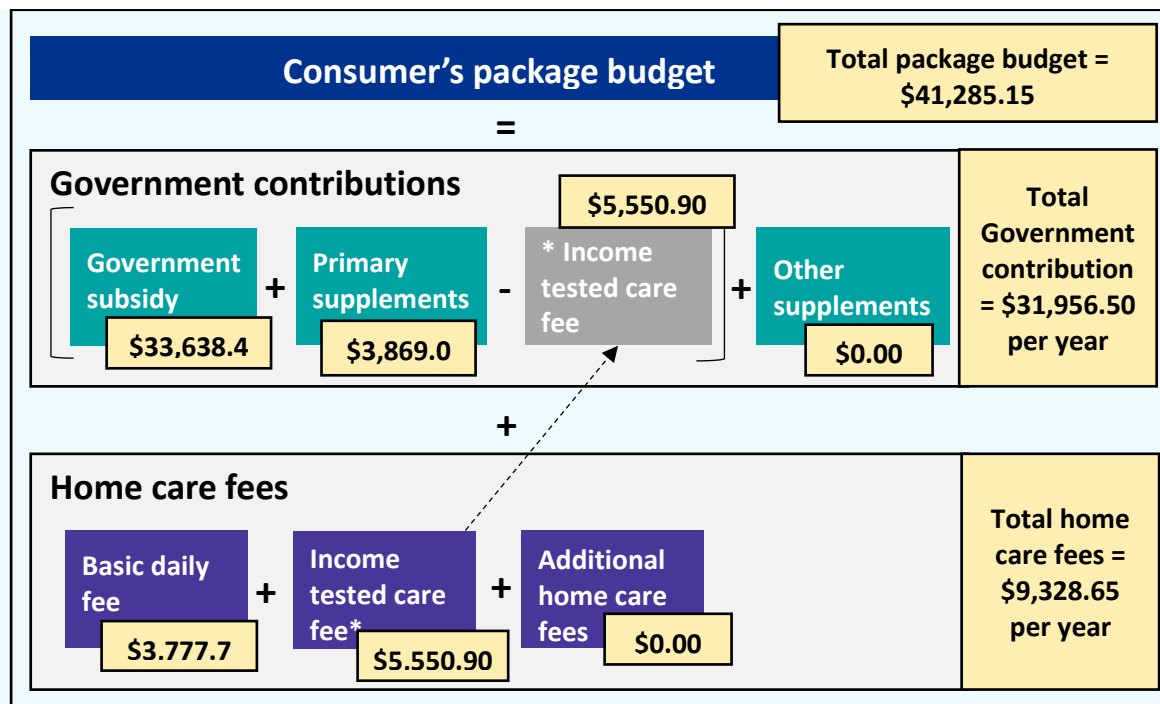 Consumer's package budget
Total package budget =
$41,285.15
=
Government contributions
$5,550.90
Government
subsidy
$33,638.4
+
Primary
supplements
$3,869.0
-
* Income
tested care
fee
+
Other
supplements
$0.00
Total
Government
contribution
= $31,956.50
per year
+
Home care fees
Basic daily
fee
$3.777.7
+
Income
tested care
fee*
$5.550.90
+
Additional
home care
fees
$0.00
Total home
care fees =
$9,328.65
per year